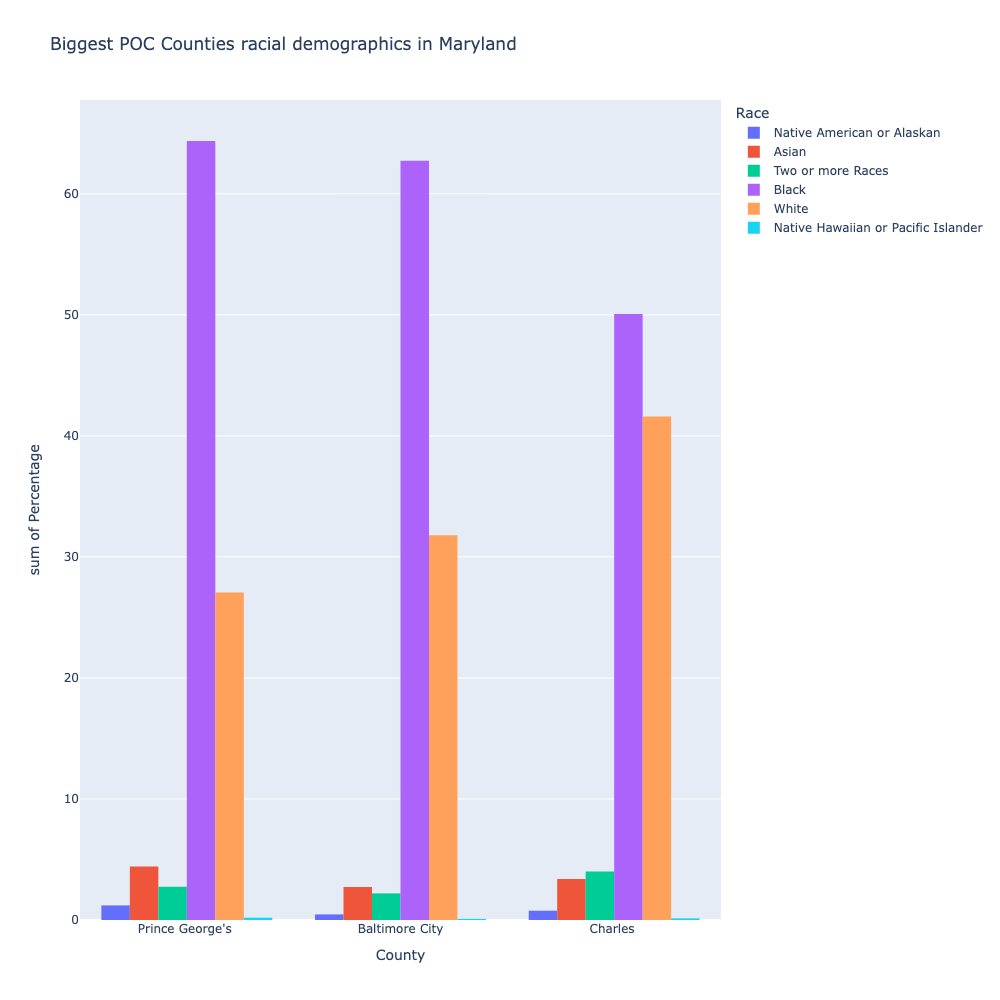 Biggest POC Counties racial demographics in Maryland
Race
Native American or Alaskan
Asian
Two or more Races
Black
White
Native Hawaiian or Pacific Islander
sum of Percentage
60
50
40
30
20
10
0
Prince George's
Baltimore City
Charles
County